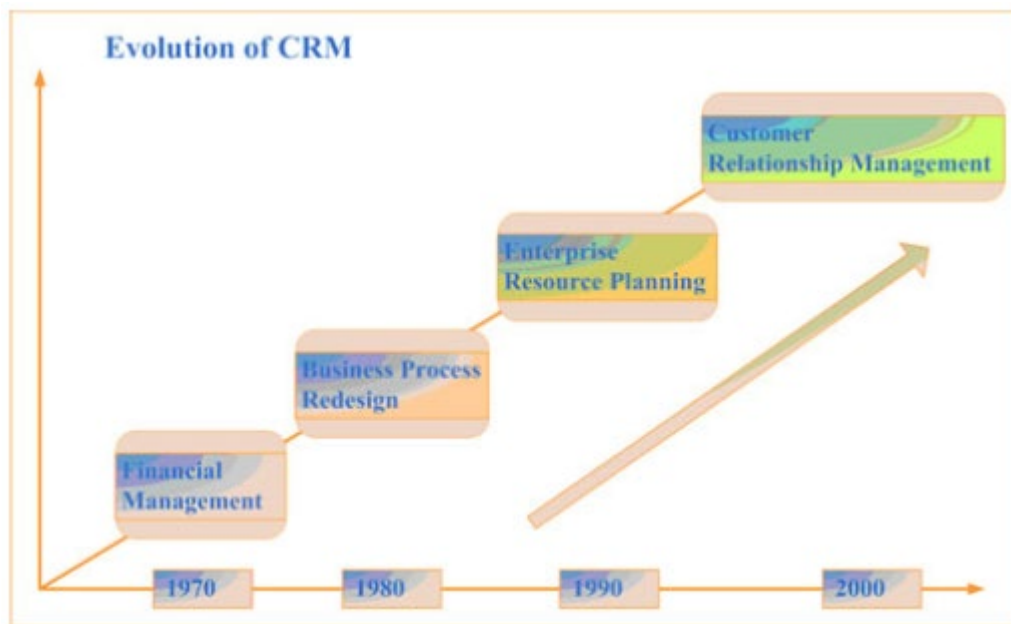 Evolution of CRM
Customer
Relationship Management
Enterprise
Resource Planning
Business Process
Redesign
Financial
Management
1970
1980
1990
2000